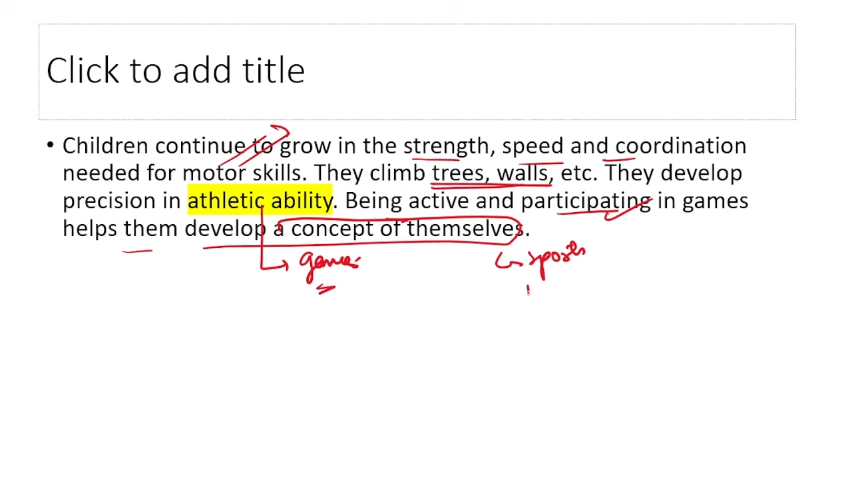 Click to add title
• Children continue to grow in the strength, speed and coordination
needed for motor skills. They climb trees, walls, etc. They develop
precision in athletic ability. Being active and participating in games
helps them develop a concept of themselves.
games